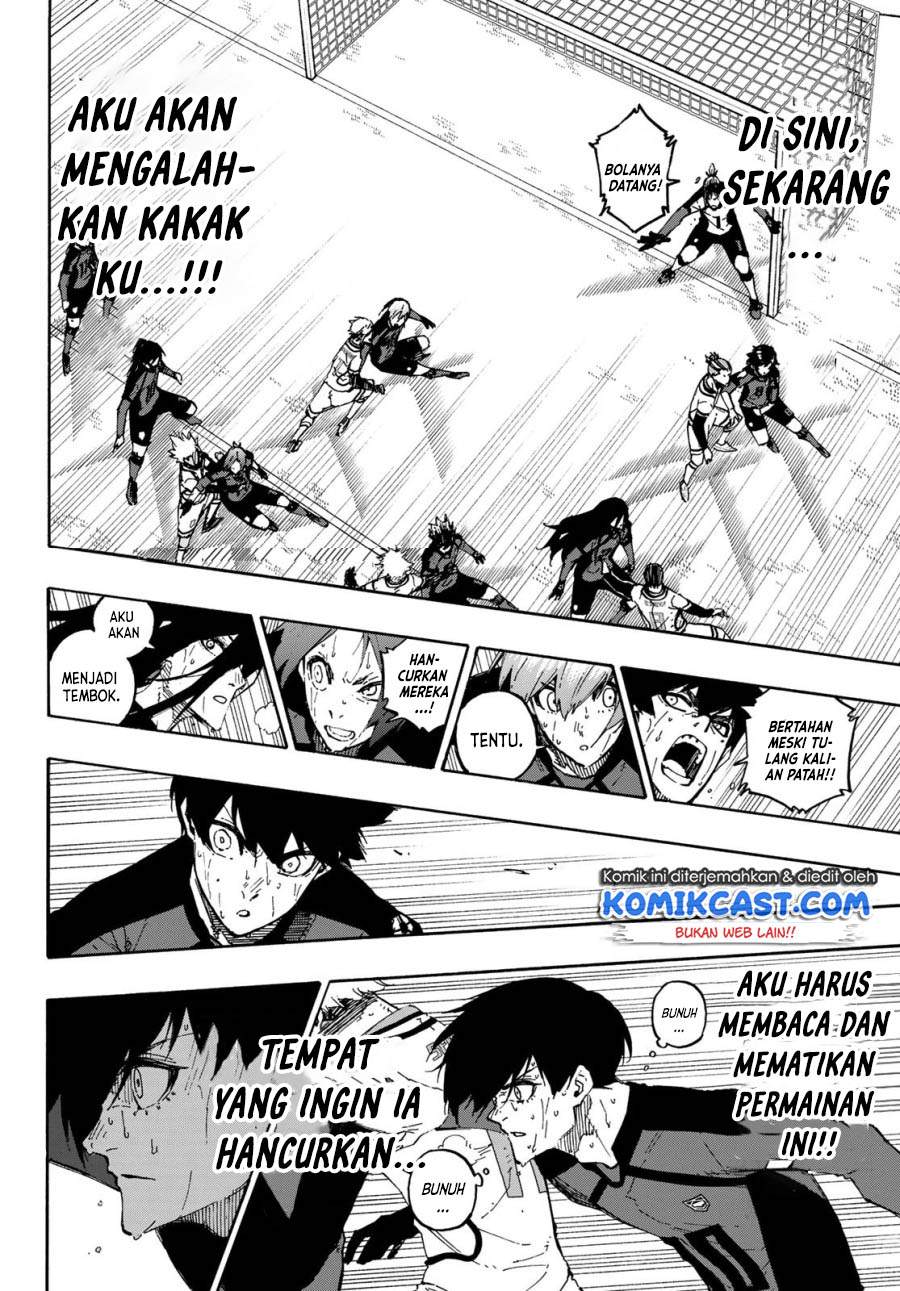 DI SINI,
SEKARANG
...
BOLANYA
DATANG!
AKU AKAN
MENGALAH-
KAN KAKAK
KU...!!!
BERTAHAN
MESKI TU-
LANG KALI-
AN PATAH!!
TENTU.
HAN-
CURKAN
MEREKA
...!
AKU
AKAN
MENJADI
TEMBOK.
Komik ini diterjemahkan & diedit oleh
KOMIKCAST.COM
BUKAN WEB LAIN!!
AKU HARUS
MEMBACA DAN
MEMATIKAN
PERMAINAN
INI!!
BUNUH
...
BUNUH
...
TEMPAT
YANG INGIN IA
HANCURKAN...